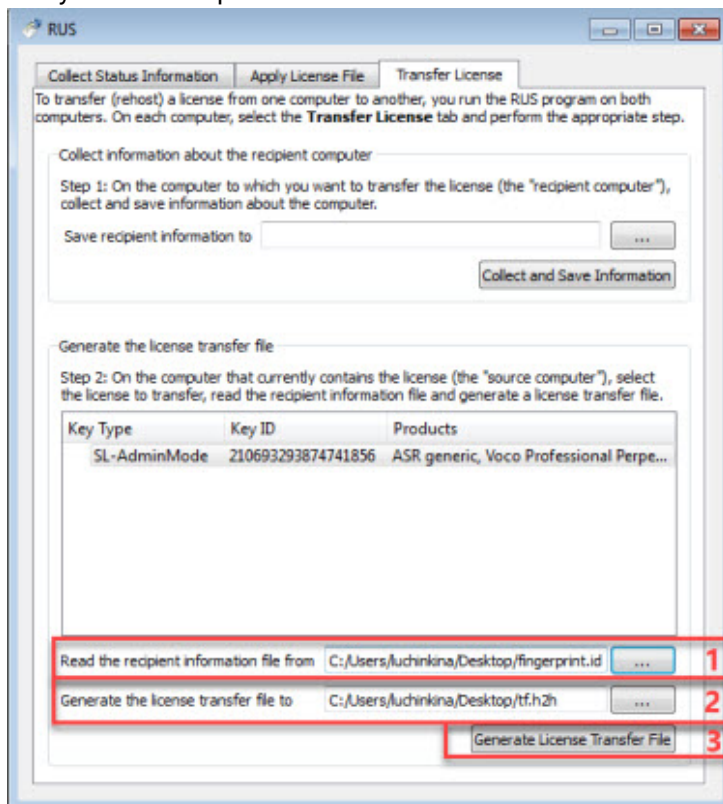 RUS
Collect Status Information Apply License File Transfer License
To transfer (rehost) a license from one computer to another, you run the RUS program on both
computers. On each computer, select the Transfer License tab and perform the appropriate step.
Collect information about the recipient computer
Step 1: On the computer to which you want to transfer the license (the "recipient computer"),
collect and save information about the computer.
Save recipient information to ...
Collect and Save Information
Generate the license transfer file
Step 2: On the computer that currently contains the license (the "source computer"), select
the license to transfer, read the recipient information file and generate a license transfer file.
Key Type Key ID Products
SL-AdminMode 210693293874741856 ASR generic, Voco Professional Perpe...
Read the recipient information file from C:/Users/luchinkina/Desktop/fingerprint.id ... 1
Generate the license transfer file to C:/Users/luchinkina/Desktop/tf.h2h ... 2
Generate License Transfer File 3